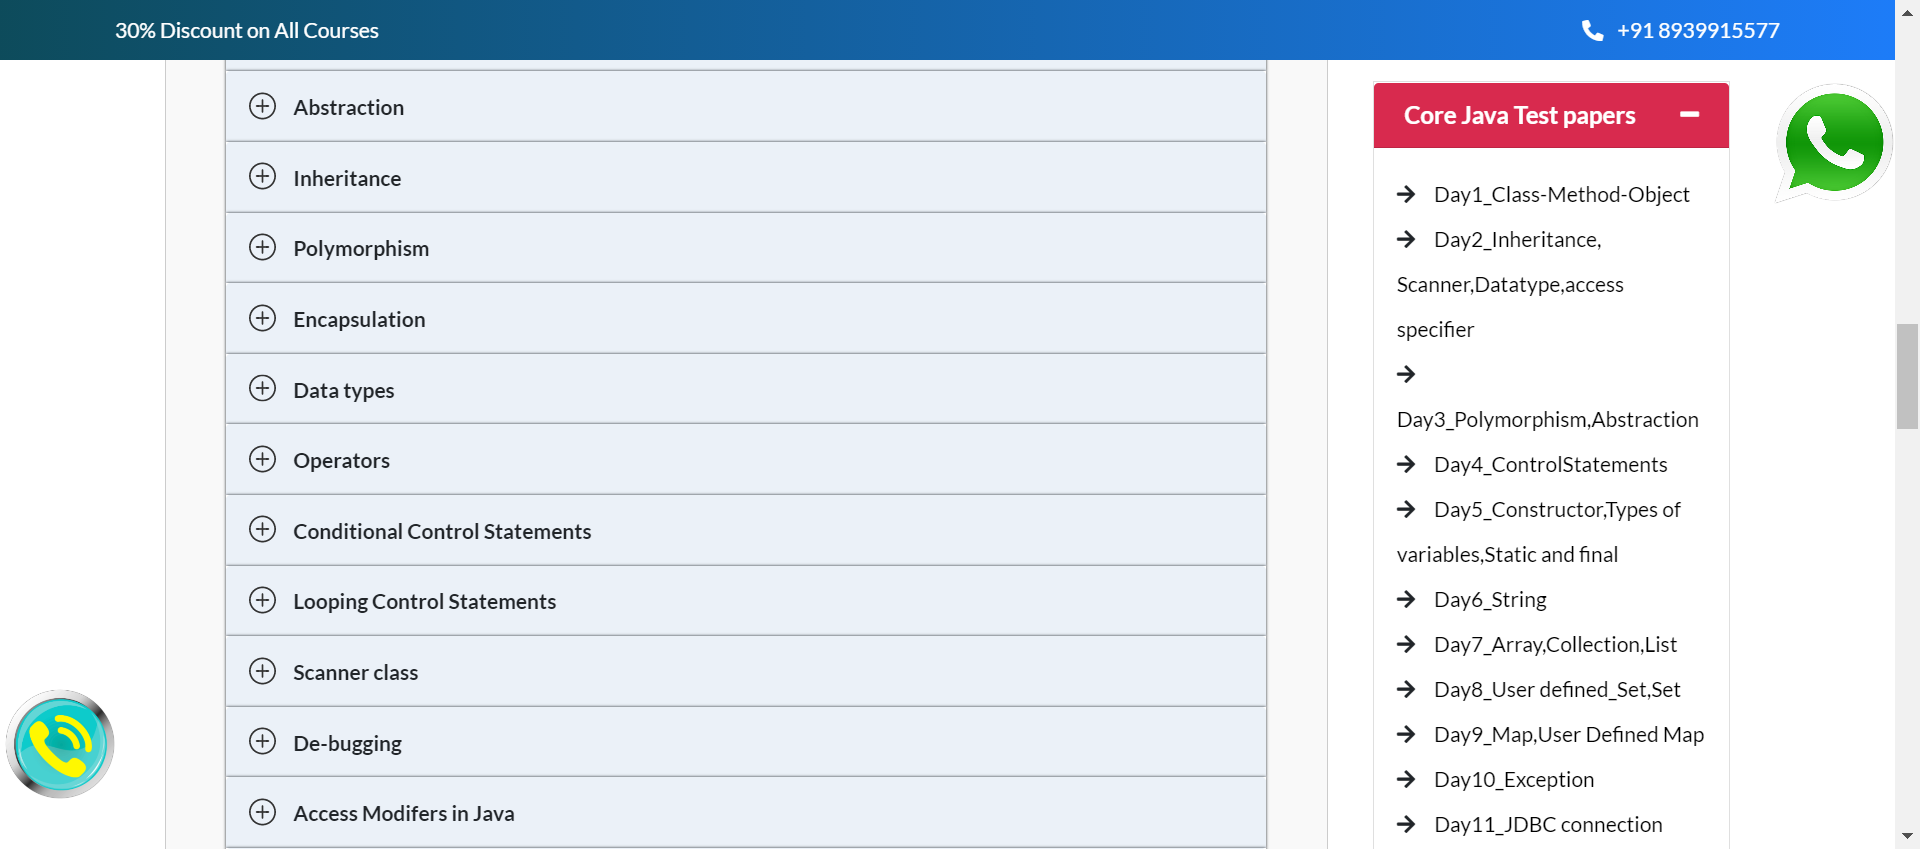 30% Discount on All Courses
+91 8939915577
Abstraction
Inheritance
Polymorphism
Encapsulation
Data types
Operators
Conditional Control Statements
Looping Control Statements
Scanner class
De-bugging
Access Modifers in Java
Core Java Test papers
Day1_Class-Method-Object
Day2_Inheritance,
Scanner,Datatype,access
specifier
Day3_Polymorphism,Abstraction
Day4_ControlStatements
Day5_Constructor,Types of
variables,Static and final
Day6_String
Day7_Array,Collection,List
Day8_User defined_Set,Set
Day9_Map,User Defined Map
Day10_Exception
Day11_JDBC connection